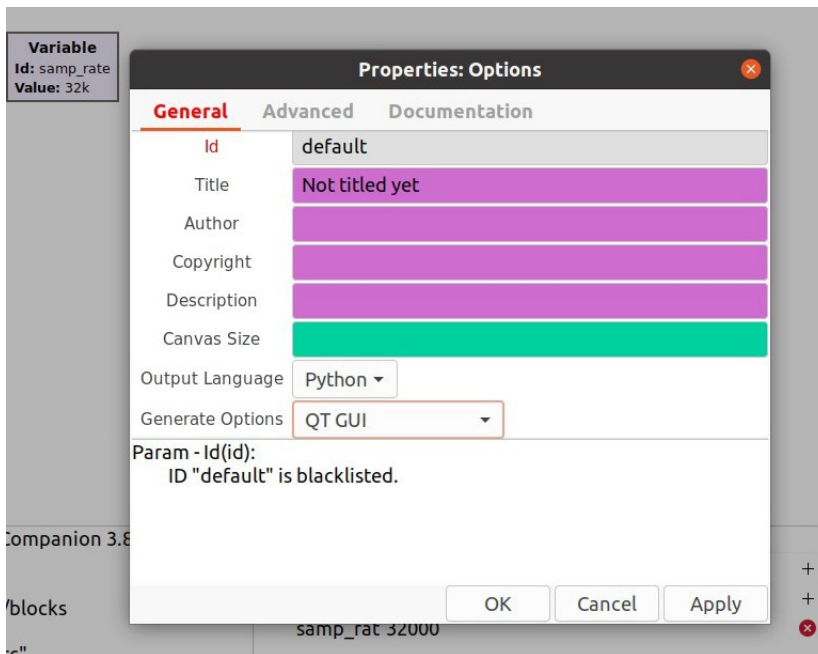 Variable
Id: samp_rate
Value: 32k
Properties: Options
General Advanced Documentation
Id default
Title Not titled yet
Author
Copyright
Description
Canvas Size
Output Language Python
Generate Options QT GUI
Param - Id(id):
ID "default" is blacklisted.
Companion 3.8
/blocks
OK Cancel Apply
samp_rat 32000